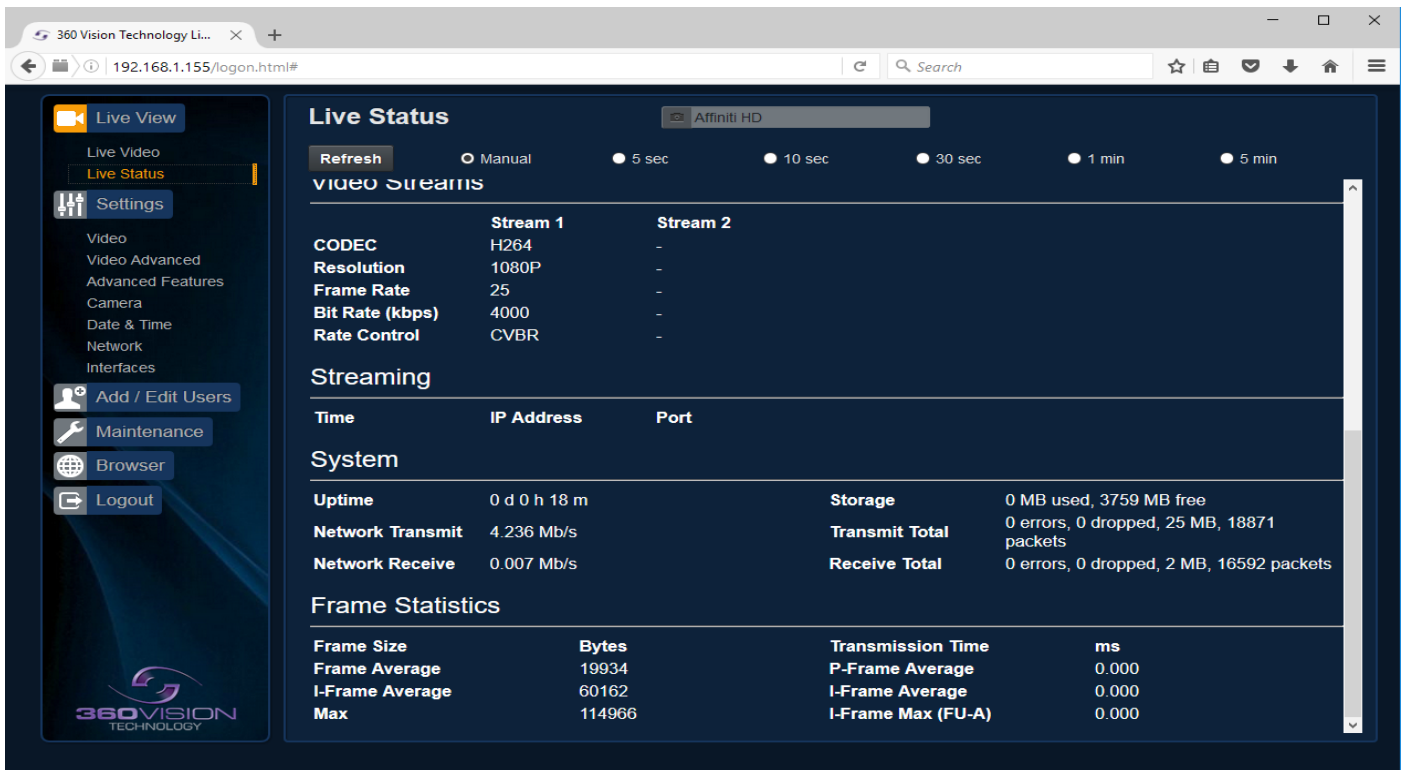 360 Vision Technology Li...
192.168.1.155/logon.html#
Search
Live View
Live Video
Live Status
Settings
Video
Video Advanced
Advanced Features
Camera
Date & Time
Network
Interfaces
Add / Edit Users
Maintenance
Browser
Logout
360VISION
TECHNOLOGY
Live Status
Affiniti HD
Refresh Manual 5 sec 10 sec 30 sec 1 min 5 min
Video Streams
Stream 1 Stream 2
CODEC H264 -
Resolution 1080P -
Frame Rate 25 -
Bit Rate (kbps) 4000 -
Rate Control CVBR -
Streaming
Time IP Address Port
System
Uptime 0 d 0 h 18 m Storage 0 MB used, 3759 MB free
Network Transmit 4.236 Mb/s Transmit Total 0 errors, 0 dropped, 25 MB, 18871
packets
Network Receive 0.007 Mb/s Receive Total 0 errors, 0 dropped, 2 MB, 16592 packets
Frame Statistics
Frame Size Bytes Transmission Time ms
Frame Average 19934 P-Frame Average 0.000
I-Frame Average 60162 I-Frame Average 0.000
Max 114966 I-Frame Max (FU-A) 0.000